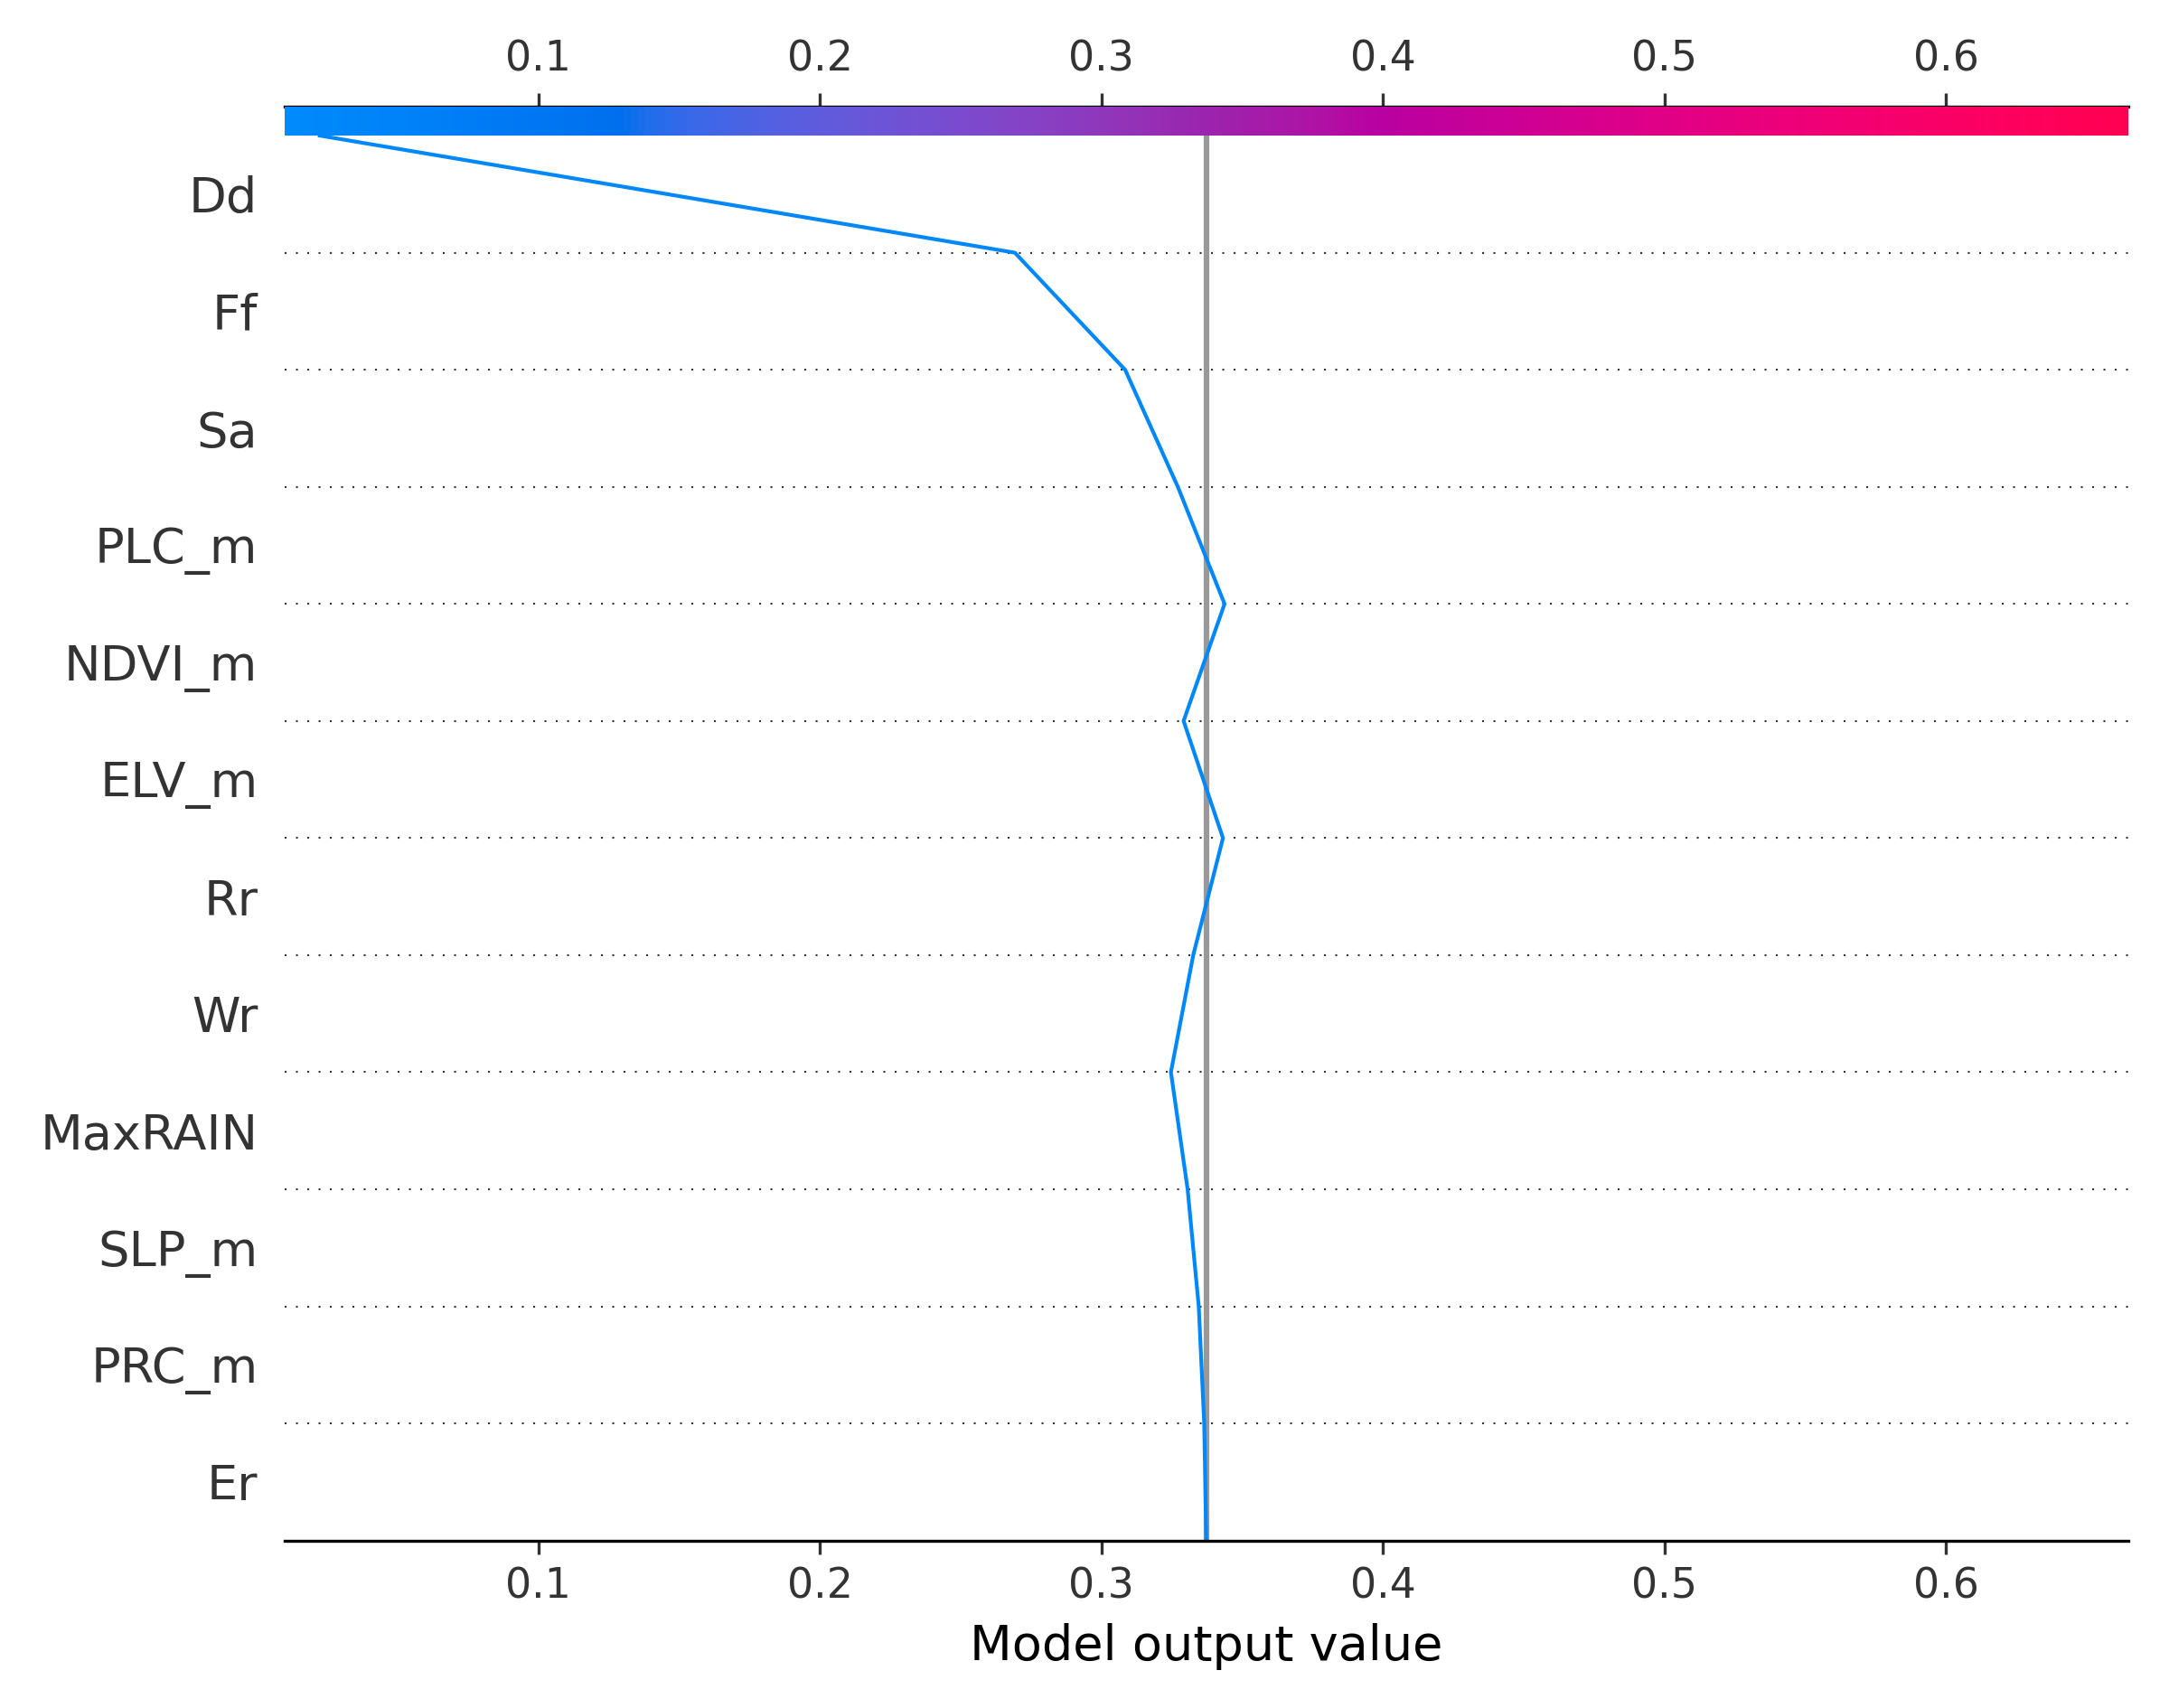 0.1 0.2 0.3 0.4 0.5 0.6
Dd
Ff
Sa
PLC_m
NDVI_m
ELV_m
Rr
Wr
MaxRAIN
SLP_m
PRC_m
Er
0.1 0.2 0.3 0.4 0.5 0.6
Model output value